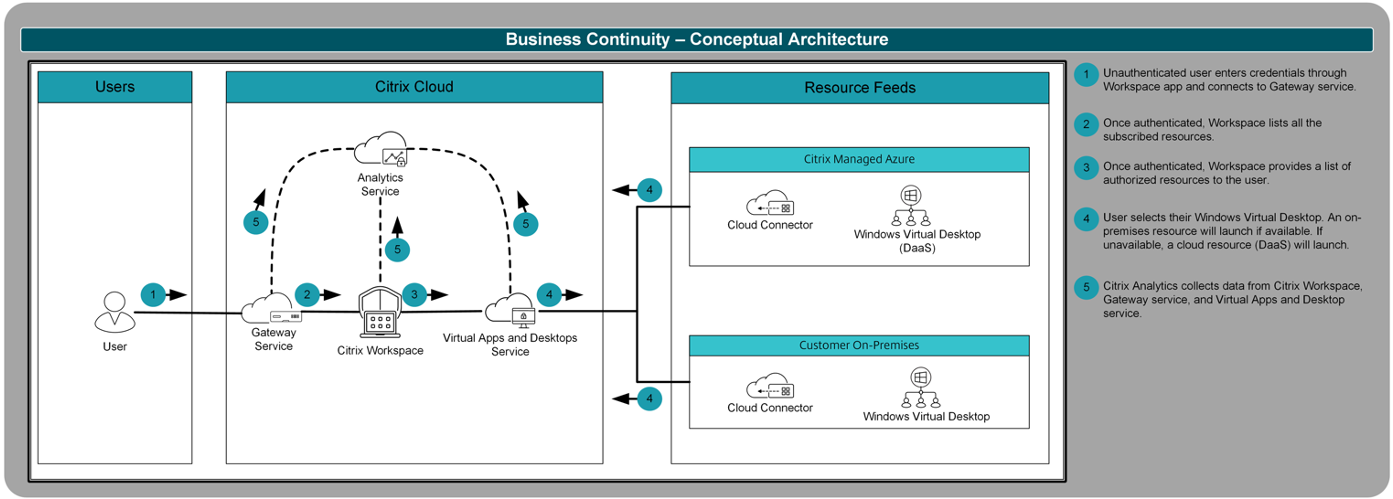 Business Continuity – Conceptual Architecture
Users
Citrix Cloud
Resource Feeds
1
User
Analytics
Service
5
5
5
2
3
4
Gateway
Service
Citrix Workspace
Virtual Apps and Desktops
Service
4
4
Citrix Managed Azure
Cloud Connector
Windows Virtual Desktop
(DaaS)
Customer On-Premises
Cloud Connector
Windows Virtual Desktop
1 Unauthenticated user enters credentials through
Workspace app and connects to Gateway service.
2 Once authenticated, Workspace lists all the
subscribed resources.
3 Once authenticated, Workspace provides a list of
authorized resources to the user.
4 User selects their Windows Virtual Desktop. An on-
premises resource will launch if available. If
unavailable, a cloud resource (DaaS) will launch.
5 Citrix Analytics collects data from Citrix Workspace,
Gateway service, and Virtual Apps and Desktop
service.